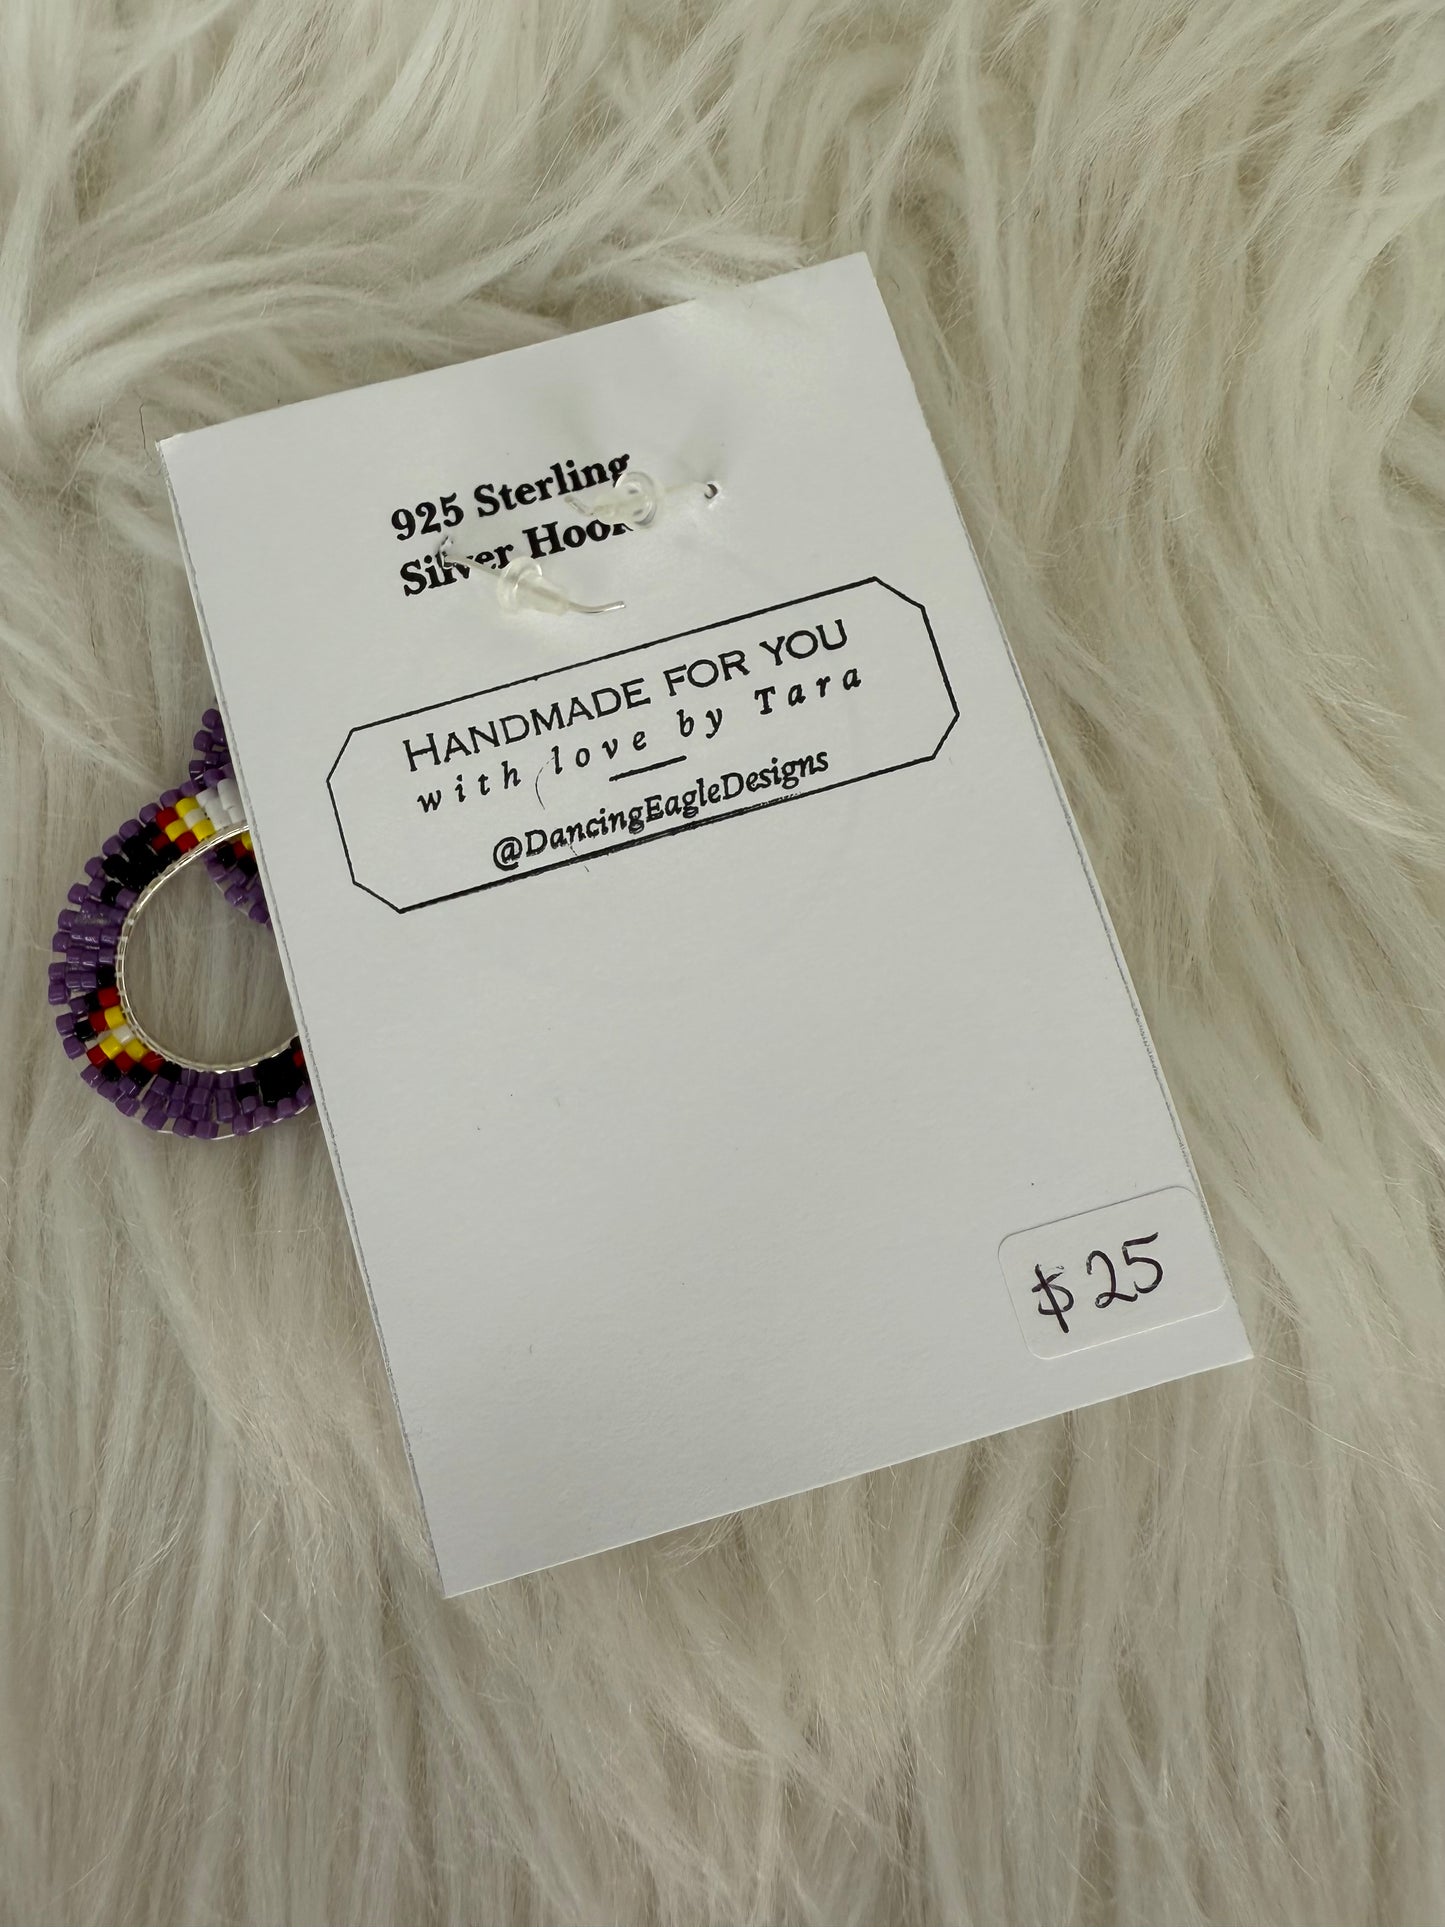 925 Sterling
Silver Hook
HANDMADE FOR YOU
with love by Tara
@DancingEagleDesigns
$25